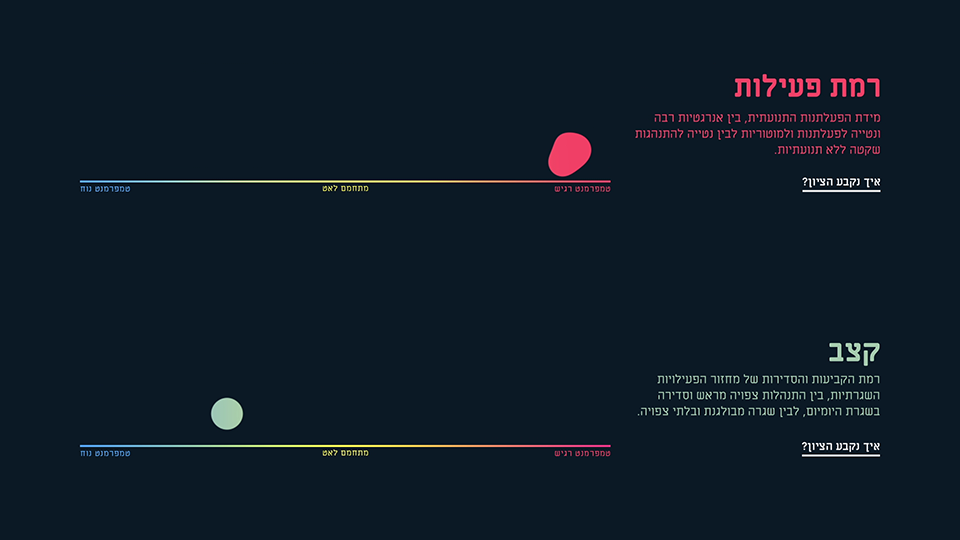 רמת פעילות
מידת הפעלתנות התנועתית, בין אנרגטיות רבה
ונטייה לפעלתנות ולמוטוריות לבין נטייה להתנהגות
שקטה ללא תנועתיות.
איך נקבע הציון?
טמפרמנט רגיש
מתחמם לאט
טמפרמנט נוח
קצב
רמת הקביעות והסדירות של מחזור הפעילויות
השגרתיות, בין התנהלות צפויה מראש וסדירה
בשגרת היומיום, לבין שגרה מבולגנת ובלתי צפויה.
איך נקבע הציון?
טמפרמנט רגיש
מתחמם לאט
טמפרמנט נוח